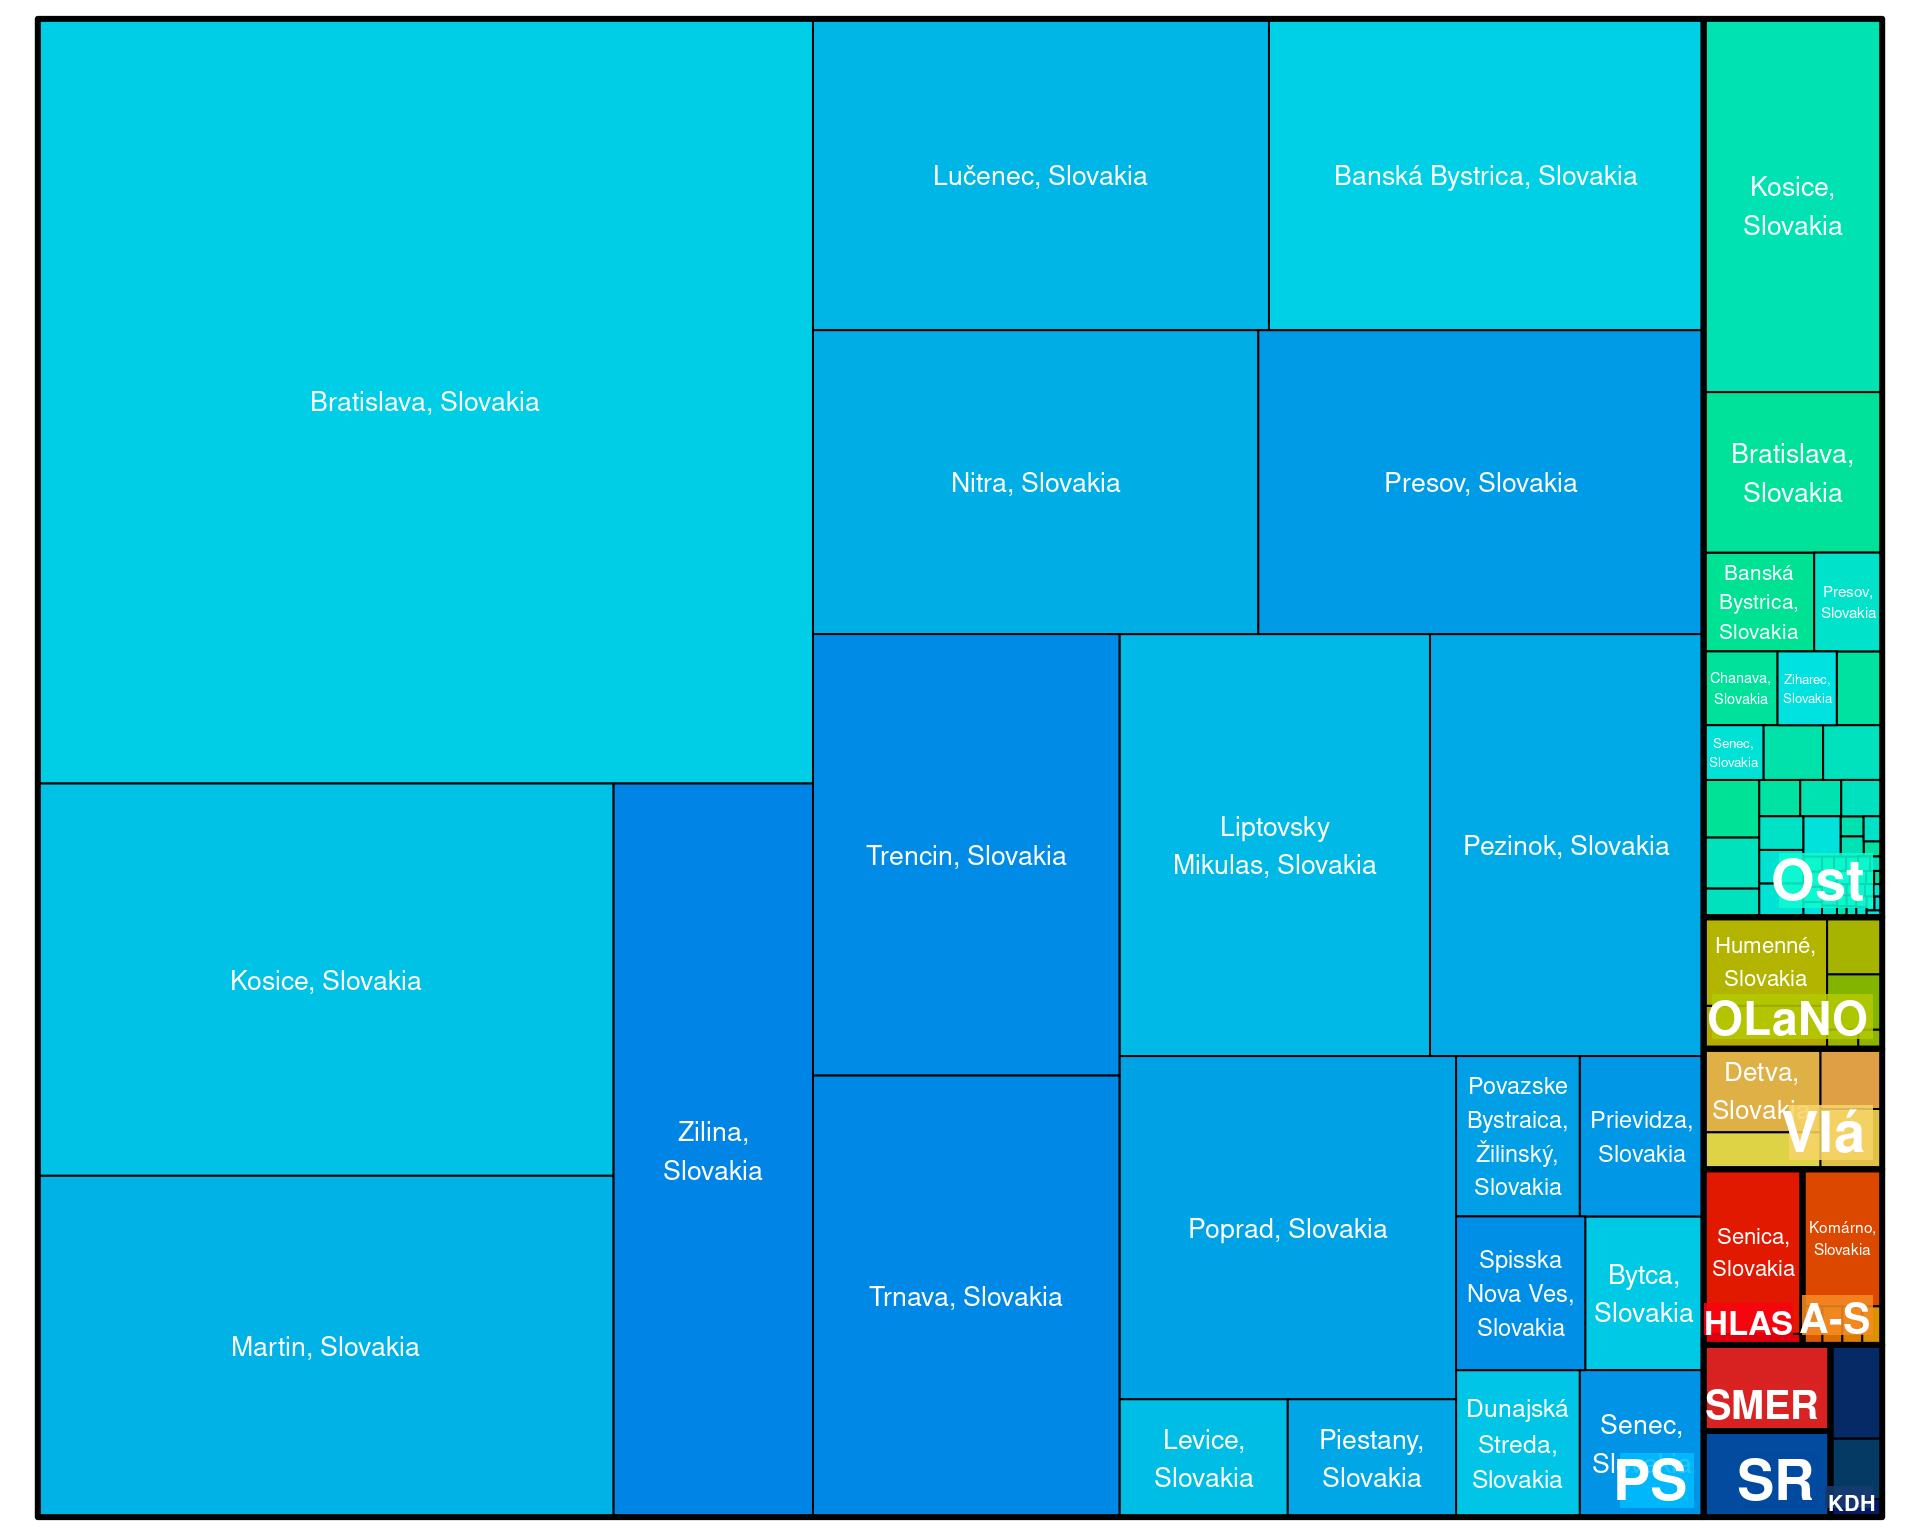 Bratislava, Slovakia
Lučenec, Slovakia
Banská Bystrica, Slovakia
Nitra, Slovakia
Presov, Slovakia
Kosice, Slovakia
Martin, Slovakia
Zilina,
Slovakia
Trencin, Slovakia
Trnava, Slovakia
Liptovsky
Mikulas, Slovakia
Pezinok, Slovakia
Poprad, Slovakia
Levice,
Slovakia
Piestany,
Slovakia
Povazske
Bystraica,
Žilinský,
Slovakia
Prievidza,
Slovakia
Spisska
Nova Ves,
Slovakia
Bytca,
Slovakia
Dunajská
Streda,
Slovakia
Senec,
Slovakia
PS
Kosice,
Slovakia
Bratislava,
Slovakia
Banská
Bystrica,
Slovakia
Presov,
Slovakia
Chanava,
Slovakia
Ziharec,
Slovakia
Senec,
Slovakia
Ost
Humenné,
Slovakia
OLaNO
Detva,
Slovakia
Vlá
Senica,
Slovakia
HLAS
Komárno,
Slovakia
A-S
SMER
SR
KDH